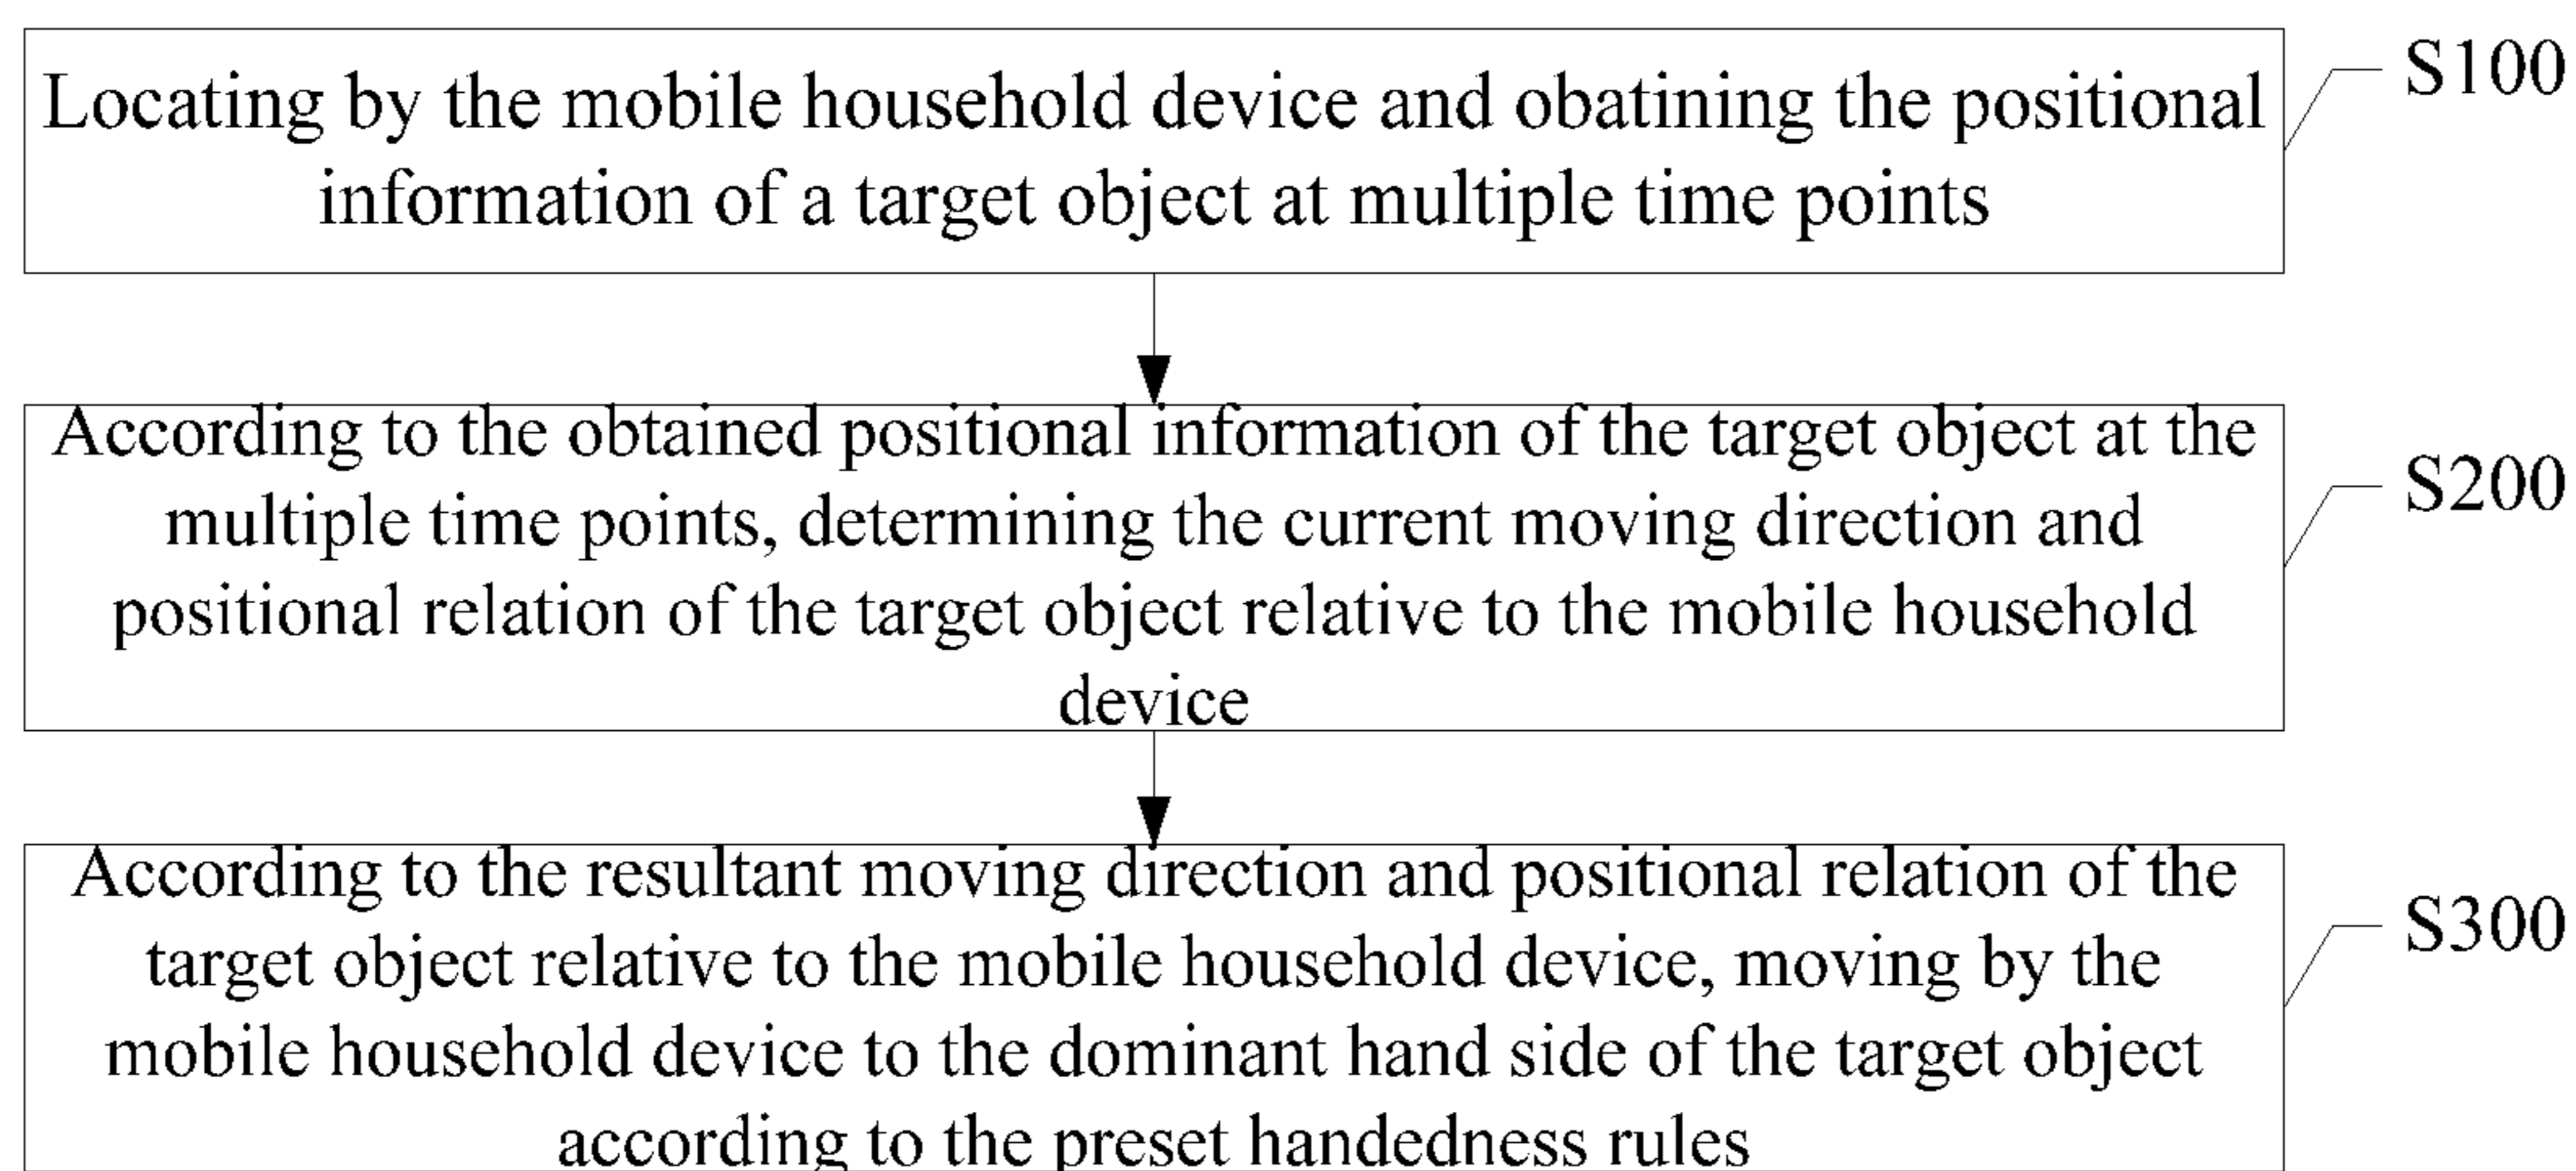 Locating by the mobile household device and obatining the positional
information of a target object at multiple time points
S100
According to the obtained positional information of the target object at the
multiple time points, determining the current moving direction and
positional relation of the target object relative to the mobile household
device
S200
According to the resultant moving direction and positional relation of the
target object relative to the mobile household device, moving by the
mobile household device to the dominant hand side of the target object
according to the preset handedness rules
S300